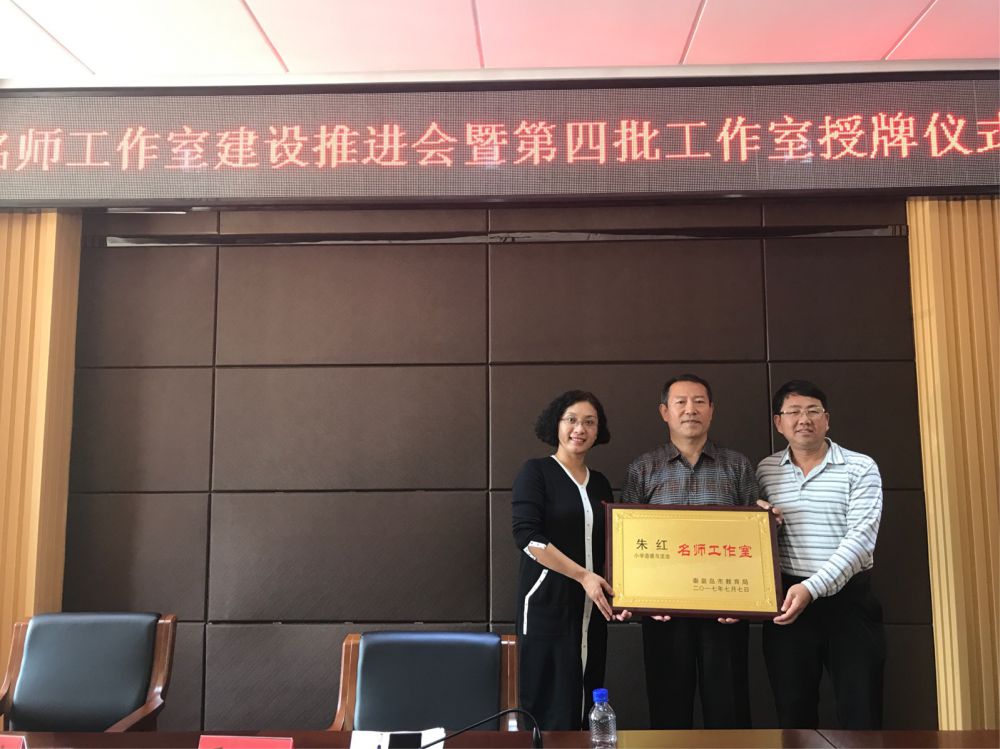 名师工作室建设推进会暨第四批工作室授牌仪式
朱红
小学道德与法治
名师工作室
秦皇岛市教育局
二〇一七年七月七日